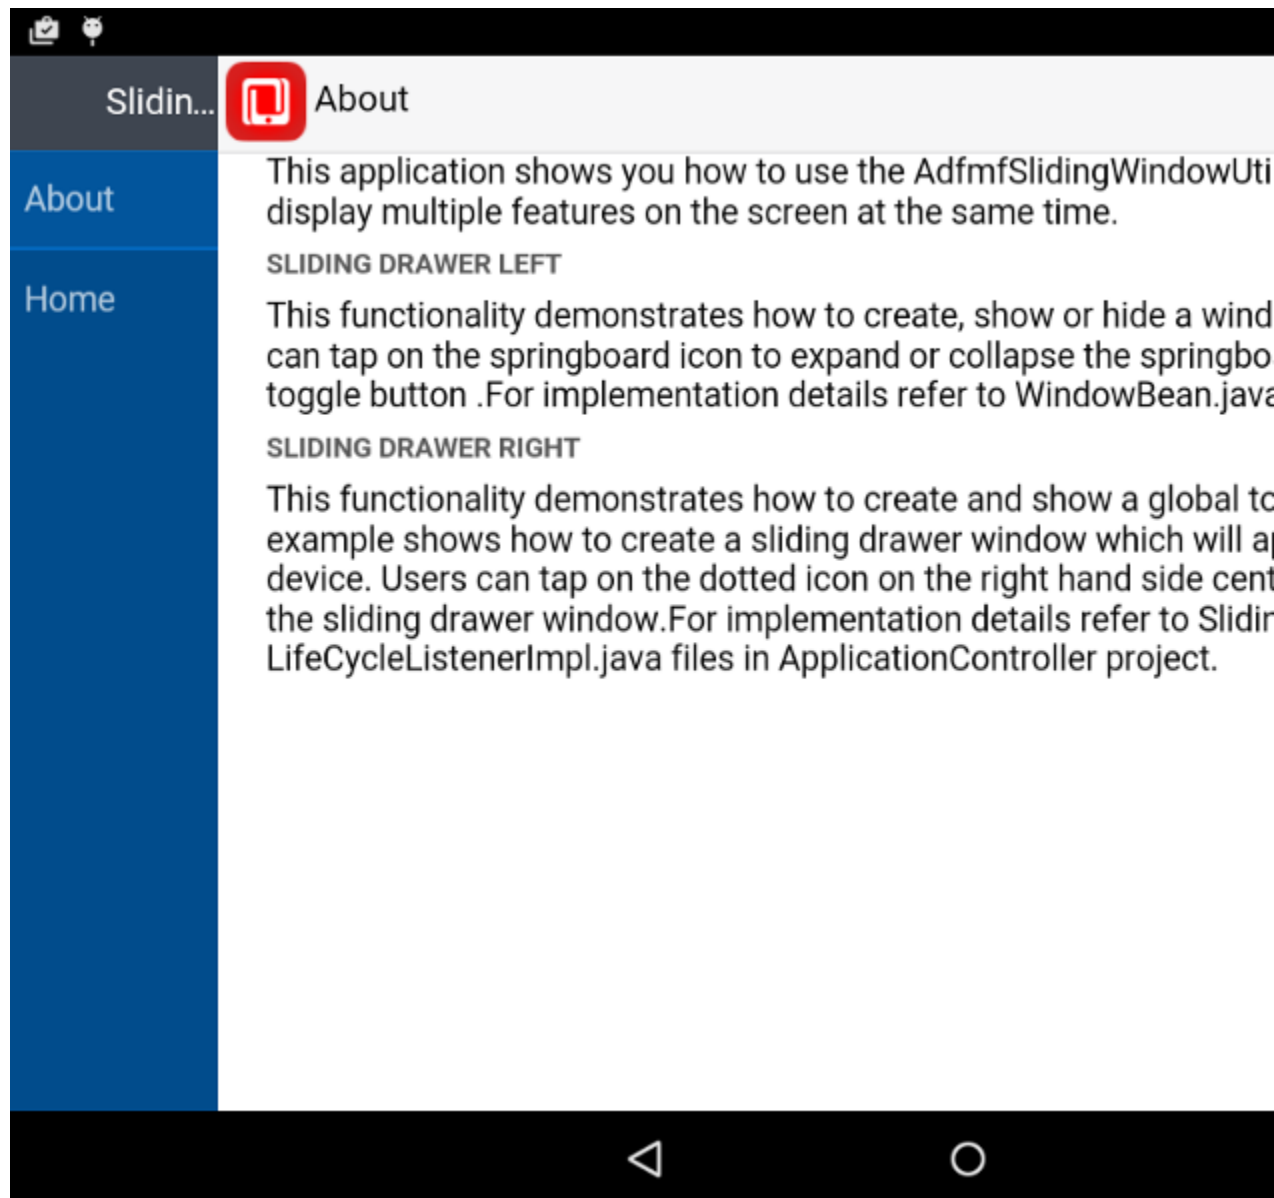 Slidin...
About
About
Home
This application shows you how to use the AdfmfSlidingWindowUti
display multiple features on the screen at the same time.
SLIDING DRAWER LEFT
This functionality demonstrates how to create, show or hide a wind
can tap on the springboard icon to expand or collapse the springbo
toggle button .For implementation details refer to WindowBean.java
SLIDING DRAWER RIGHT
This functionality demonstrates how to create and show a global to
example shows how to create a sliding drawer window which will ap
device. Users can tap on the dotted icon on the right hand side cent
the sliding drawer window.For implementation details refer to Slidin
LifeCycleListenerImpl.java files in ApplicationController project.